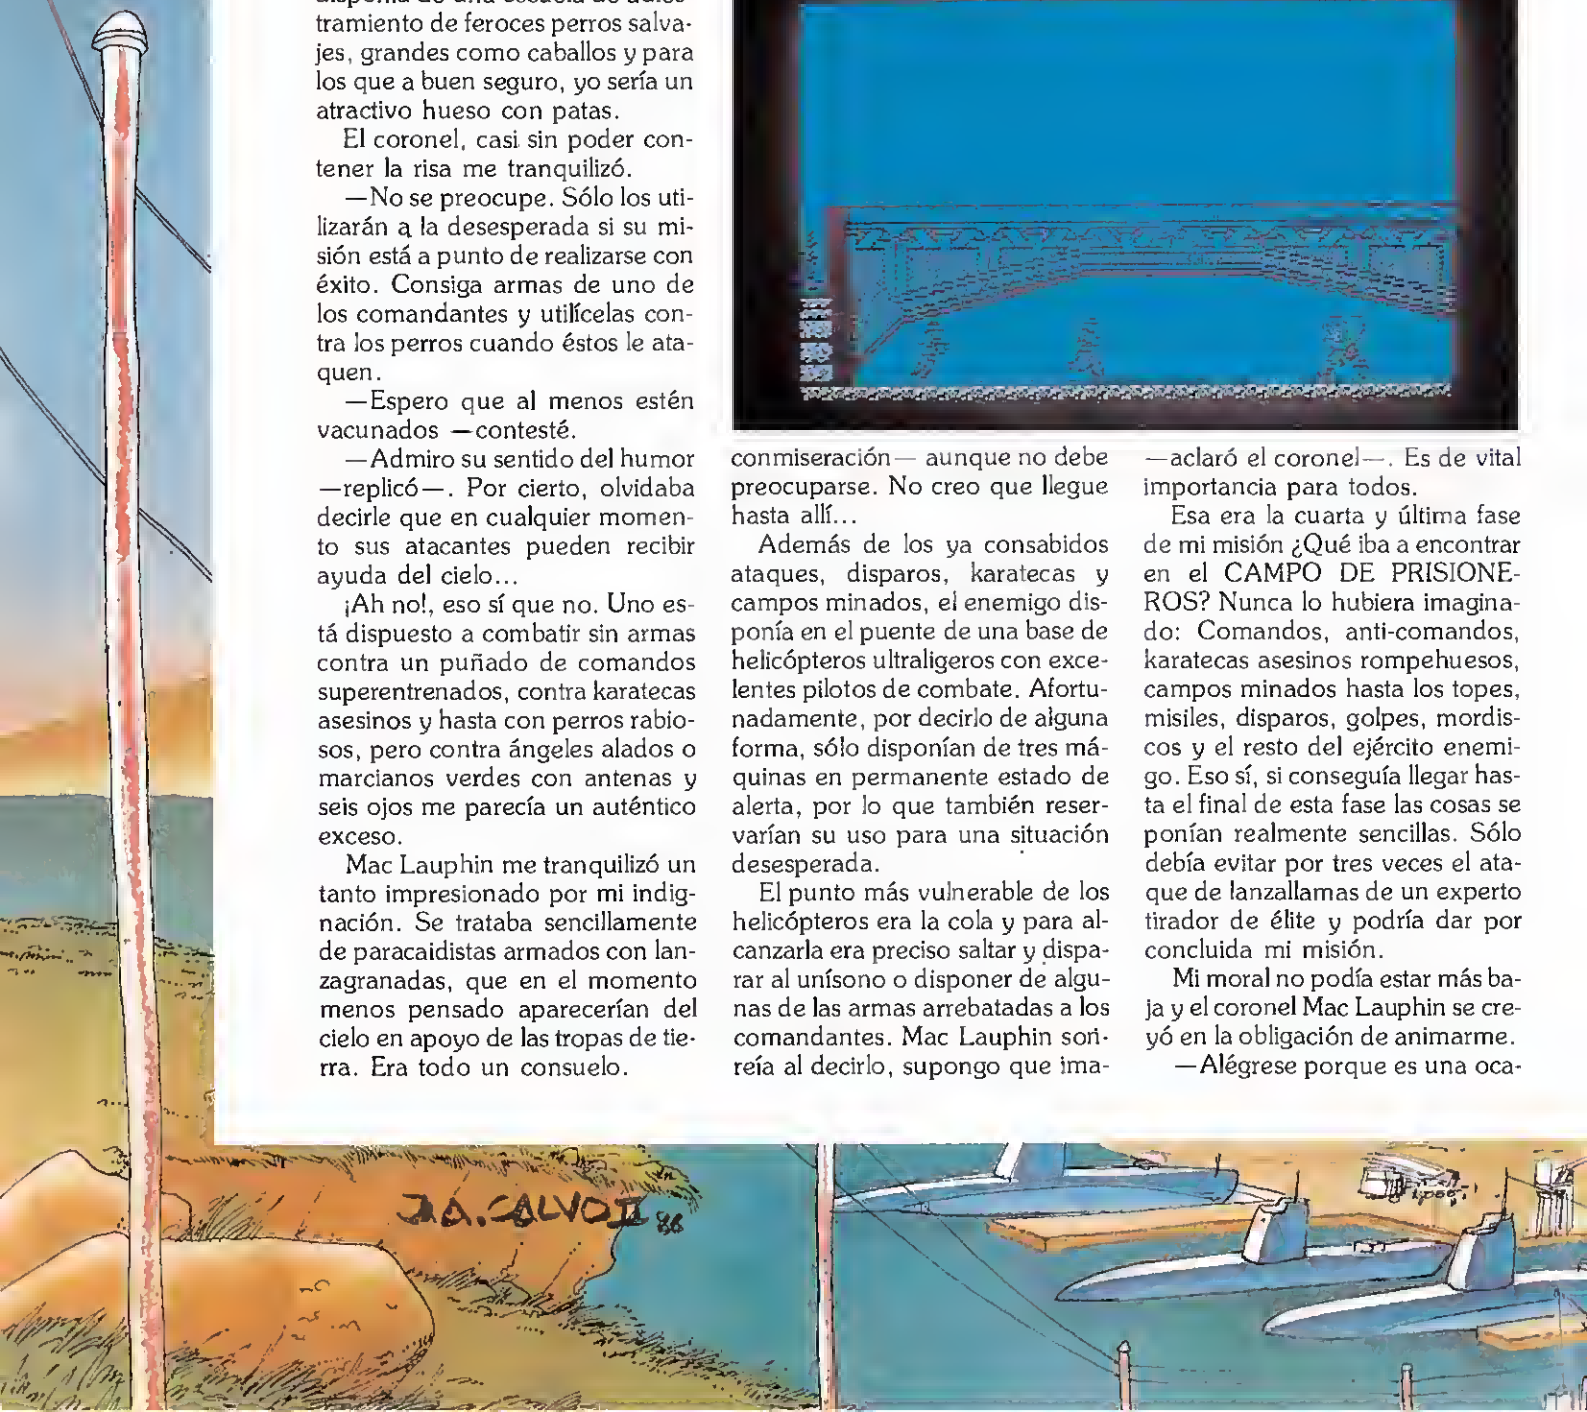 tramiento de feroces perros salva-
jes, grandes como caballos y para
los que a buen seguro, yo sería un
atractivo hueso con patas.
El coronel, casi sin poder con-
tener la risa me tranquilizó.
—No se preocupe. Sólo los uti-
lizarán a la desesperada si su mi-
sión está a punto de realizarse con
éxito. Consiga armas de uno de
los comandantes y utilícelas con-
tra los perros cuando éstos le ata-
quen.
—Espero que al menos estén
vacunados —contesté.
—Admiro su sentido del humor
—replicó—. Por cierto, olvidaba
decirle que en cualquier momen-
to sus atacantes pueden recibir
ayuda del cielo...
¡Ah no!, eso sí que no. Uno es-
tá dispuesto a combatir sin armas
contra un puñado de comandos
superentrenados, contra karatecas
asesinos y hasta con perros rabio-
sos, pero contra ángeles alados o
marcianos verdes con antenas y
seis ojos me parecía un auténtico
exceso.
Mac Lauphin me tranquilizó un
tanto impresionado por mi indig-
nación. Se trataba sencillamente
de paracaidistas armados con lan-
zagranadas, que en el momento
menos pensado aparecerían del
cielo en apoyo de las tropas de tie-
rra. Era todo un consuelo.
conmiseración— aunque no debe
preocuparse. No creo que llegue
hasta allí...
Además de los ya consabidos
ataques, disparos, karatecas y
campos minados, el enemigo dis-
ponía en el puente de una base de
helicópteros ultraligeros con exce-
lentes pilotos de combate. Afortu-
nadamente, por decirlo de alguna
forma, sólo disponían de tres má-
quinas en permanente estado de
alerta, por lo que también reser-
varían su uso para una situación
desesperada.
El punto más vulnerable de los
helicópteros era la cola y para al-
canzarla era preciso saltar y dispa-
rar al unísono o disponer de algu-
nas de las armas arrebatadas a los
comandantes. Mac Lauphin son-
reía al decirlo, supongo que ima-
—aclaró el coronel—. Es de vital
importancia para todos.
Esa era la cuarta y última fase
de mi misión ¿Qué iba a encontrar
en el CAMPO DE PRISIONE-
ROS? Nunca lo hubiera imagina-
do: Comandos, anti-comandos,
karatecas asesinos rompehuesos,
campos minados hasta los topes,
misiles, disparos, golpes, mordis-
cos y el resto del ejército enemi-
go. Eso sí, si conseguía llegar has-
ta el final de esta fase las cosas se
ponían realmente sencillas. Sólo
debía evitar por tres veces el ata-
que de lanzallamas de un experto
tirador de élite y podría dar por
concluida mi misión.
Mi moral no podía estar más ba-
ja y el coronel Mac Lauphin se cre-
yó en la obligación de animarme.
—Alégrese porque es una oca-
J.A. CALVO II 86